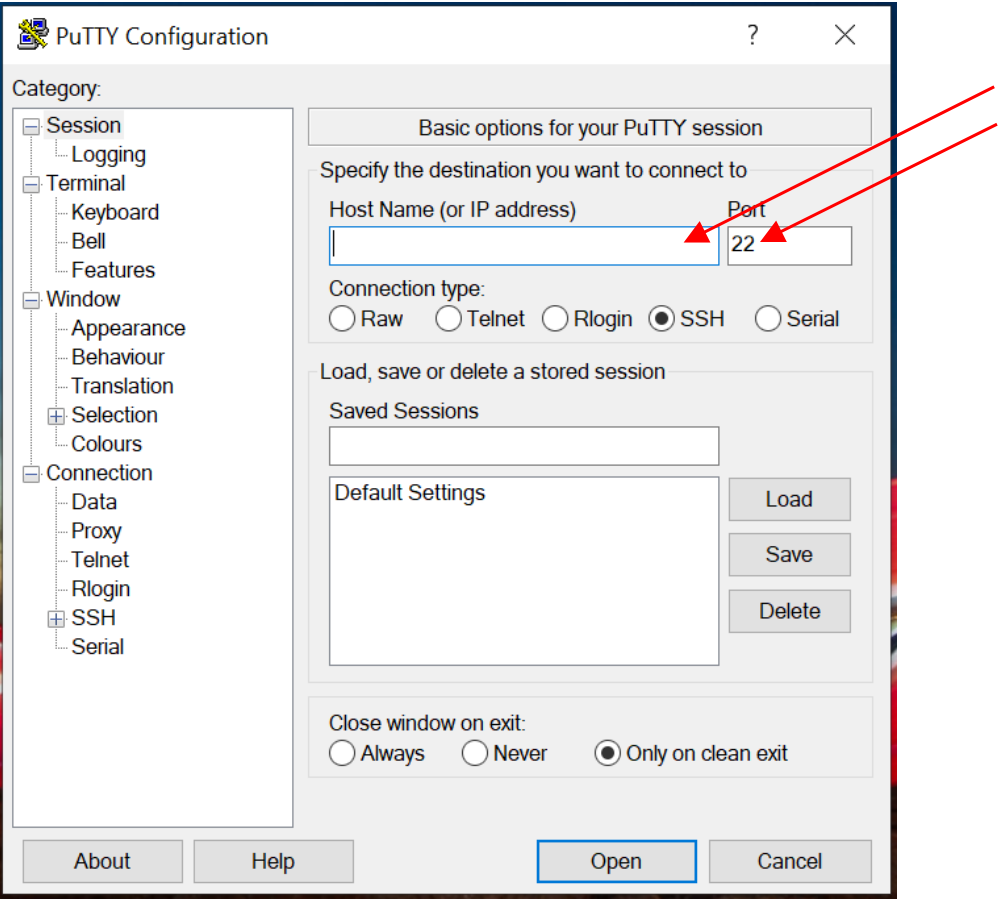 PuTTY Configuration
?
Category:
Session
Logging
Terminal
Keyboard
Bell
Features
Window
Appearance
Behaviour
Translation
Selection
Colours
Connection
Data
Proxy
Telnet
Rlogin
SSH
Serial
Basic options for your PuTTY session
Specify the destination you want to connect to
Host Name (or IP address) Port
22
Connection type:
Raw Telnet Rlogin SSH Serial
Load, save or delete a stored session
Saved Sessions
Default Settings
Load
Save
Delete
Close window on exit:
Always Never Only on clean exit
About Help Open Cancel